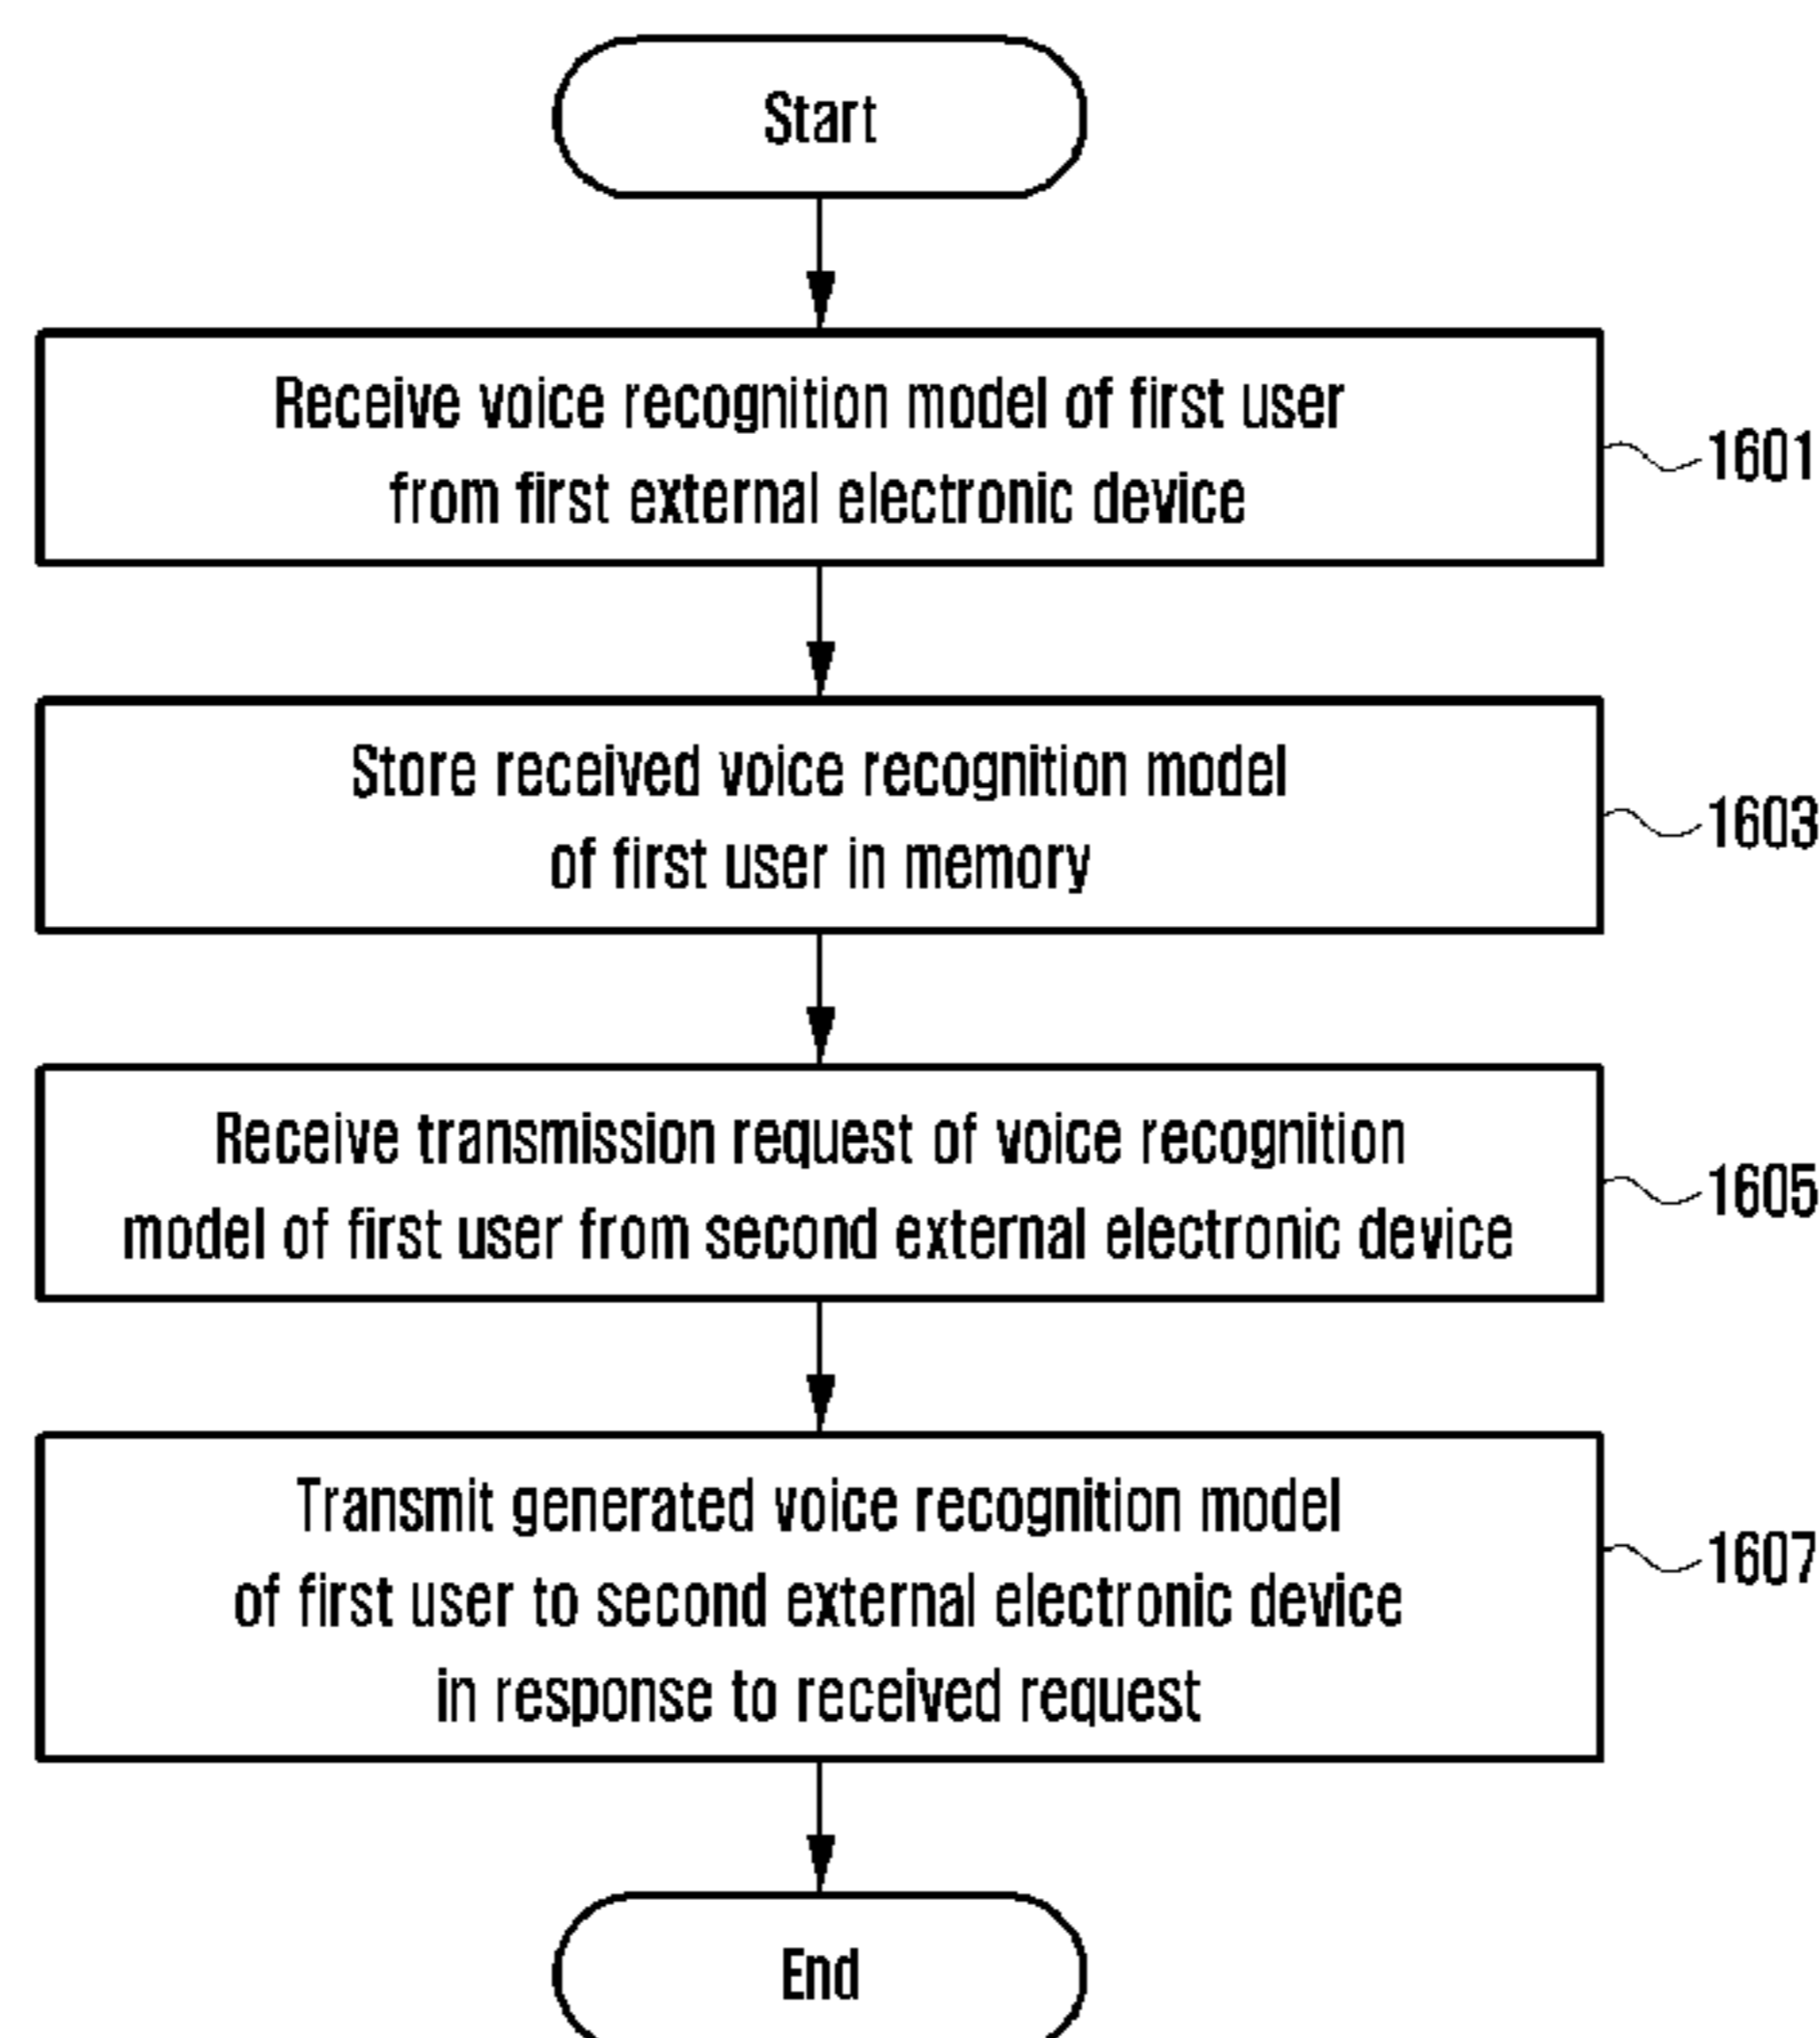 Start
Receive voice recognition model of first user
from first external electronic device
1601
Store received voice recognition model
of first user in memory
1603
Receive transmission request of voice recognition
model of first user from second external electronic device
1605
Transmit generated voice recognition model
of first user to second external electronic device
in response to received request
1607
End